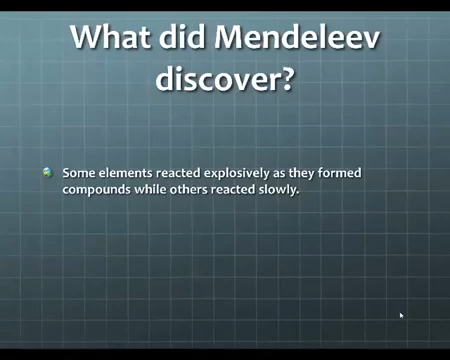 What did Mendeleev
discover?
Some elements reacted explosively as they formed
compounds while others reacted slowly.